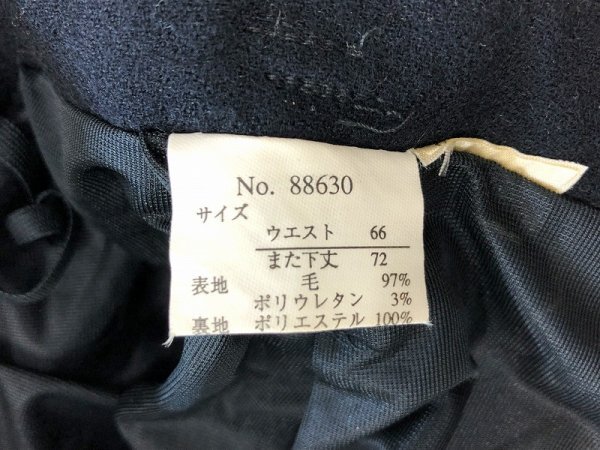 No. 88630
サイズ
ウエスト 66
また下丈 72
表地 毛 97%
ポリウレタン 3%
裏地 ポリエステル 100%